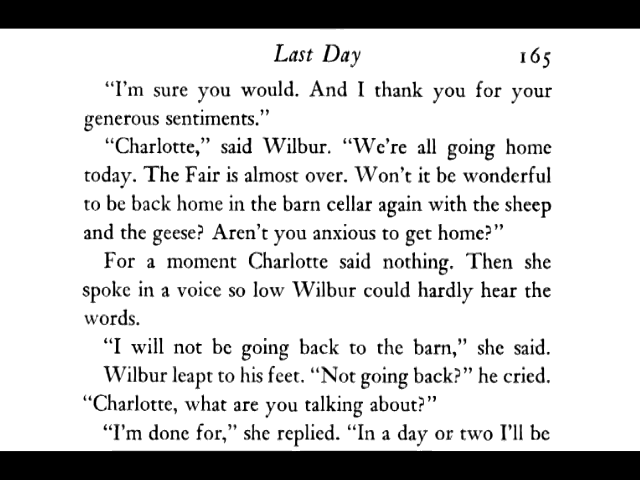 Last Day 165
"I'm sure you would. And I thank you for your
generous sentiments."
"Charlotte," said Wilbur. "We're all going home
today. The Fair is almost over. Won't it be wonderful
to be back home in the barn cellar again with the sheep
and the geese? Aren't you anxious to get home?"
For a moment Charlotte said nothing. Then she
spoke in a voice so low Wilbur could hardly hear the
words.
"I will not be going back to the barn," she said.
Wilbur leapt to his feet. "Not going back?" he cried.
"Charlotte, what are you talking about?"
"I'm done for," she replied. "In a day or two I'll be